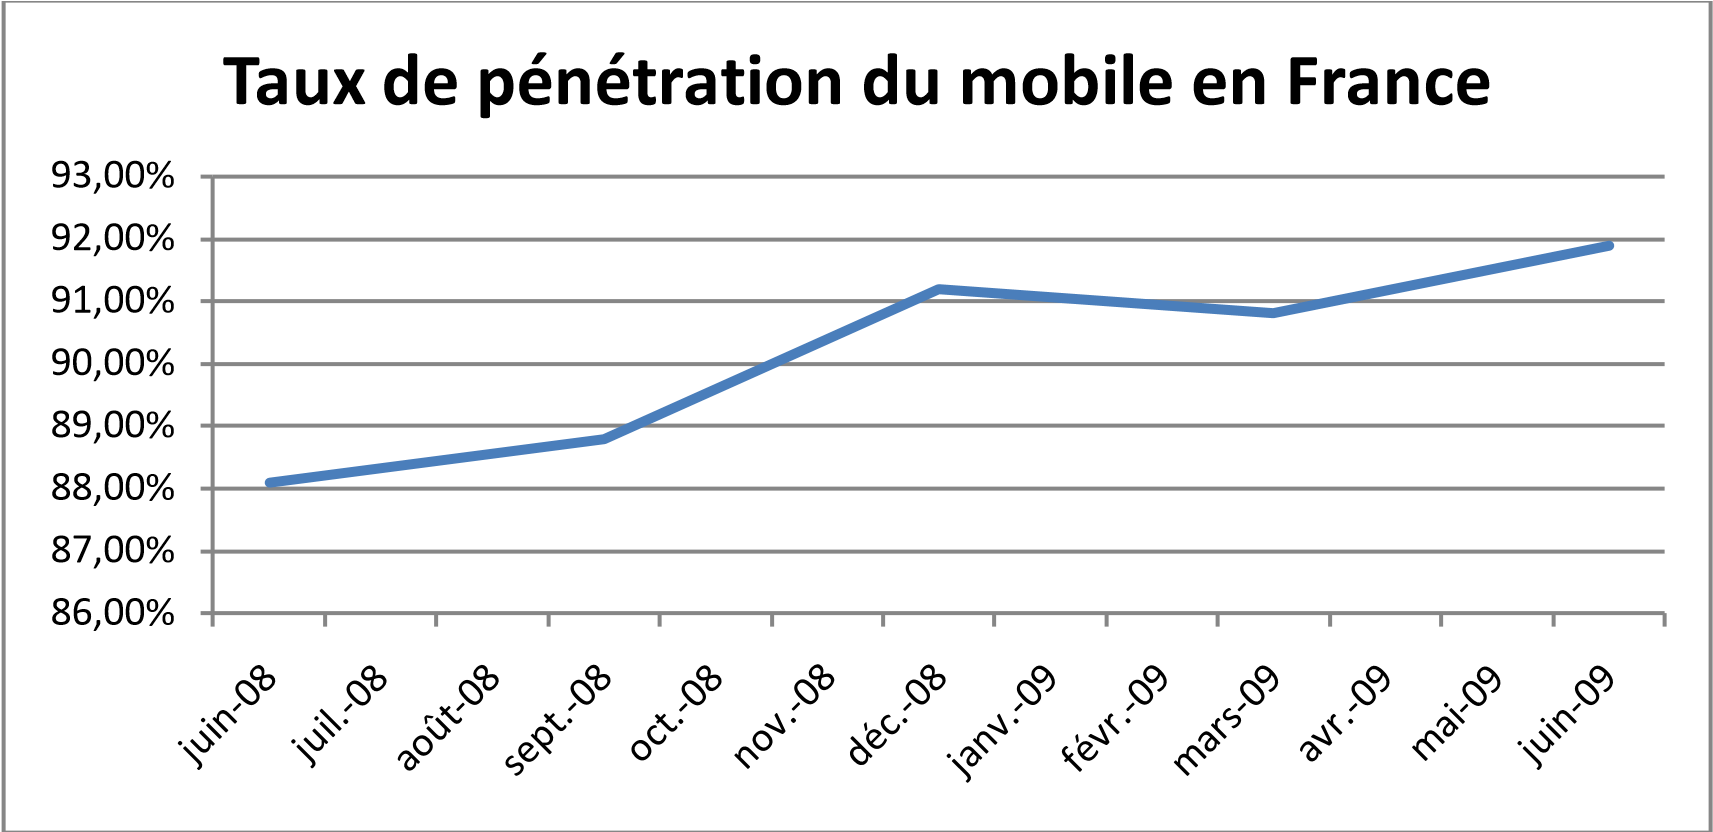 Taux de pénétration du mobile en France
93,00%
92,00%
91,00%
90,00%
89,00%
88,00%
87,00%
86,00%
juin-08
juil.-08
août-08
sept.-08
oct.-08
nov.-08
déc.-08
janv.-09
févr.-09
mars-09
avr.-09
mai-09
juin-09